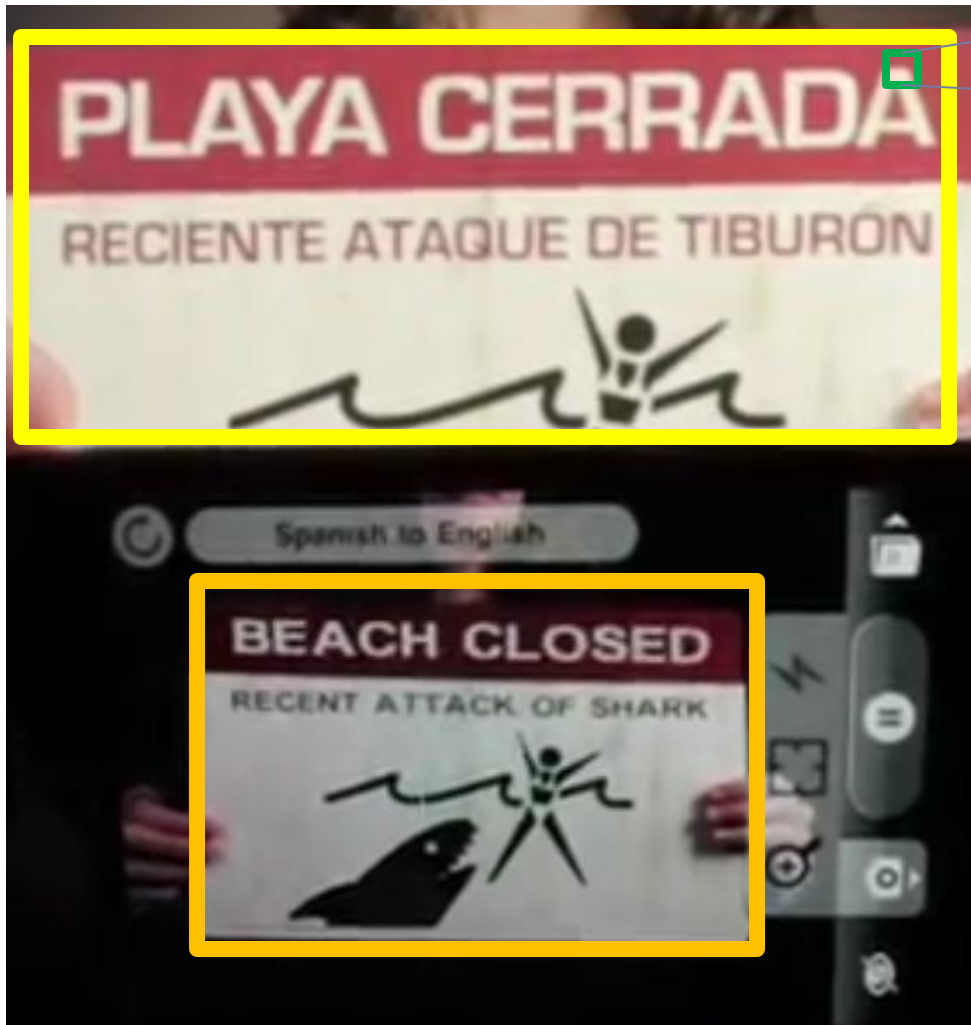 PLAYA CERRADA
RECIENTE ATAQUE DE TIBURON
Spanish to English
BEACH CLOSED
RECENT ATTACK OF SHARK